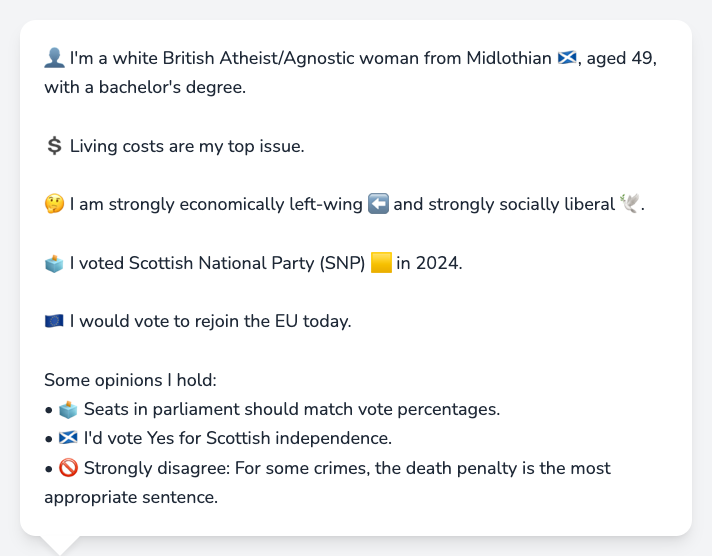 👤 I'm a white British Atheist/Agnostic woman from Midlothian 🏴󠁧󠁢󠁳󠁣󠁴󠁿, aged 49,
with a bachelor's degree.
💲 Living costs are my top issue.
🤔 I am strongly economically left-wing ⬅️ and strongly socially liberal 🕊️.
🗳️ I voted Scottish National Party (SNP) 🟨 in 2024.
🇪🇺 I would vote to rejoin the EU today.
Some opinions I hold:
• 🗳️ Seats in parliament should match vote percentages.
• 🏴󠁧󠁢󠁳󠁣󠁴󠁿 I'd vote Yes for Scottish independence.
• 🚫 Strongly disagree: For some crimes, the death penalty is the most
appropriate sentence.